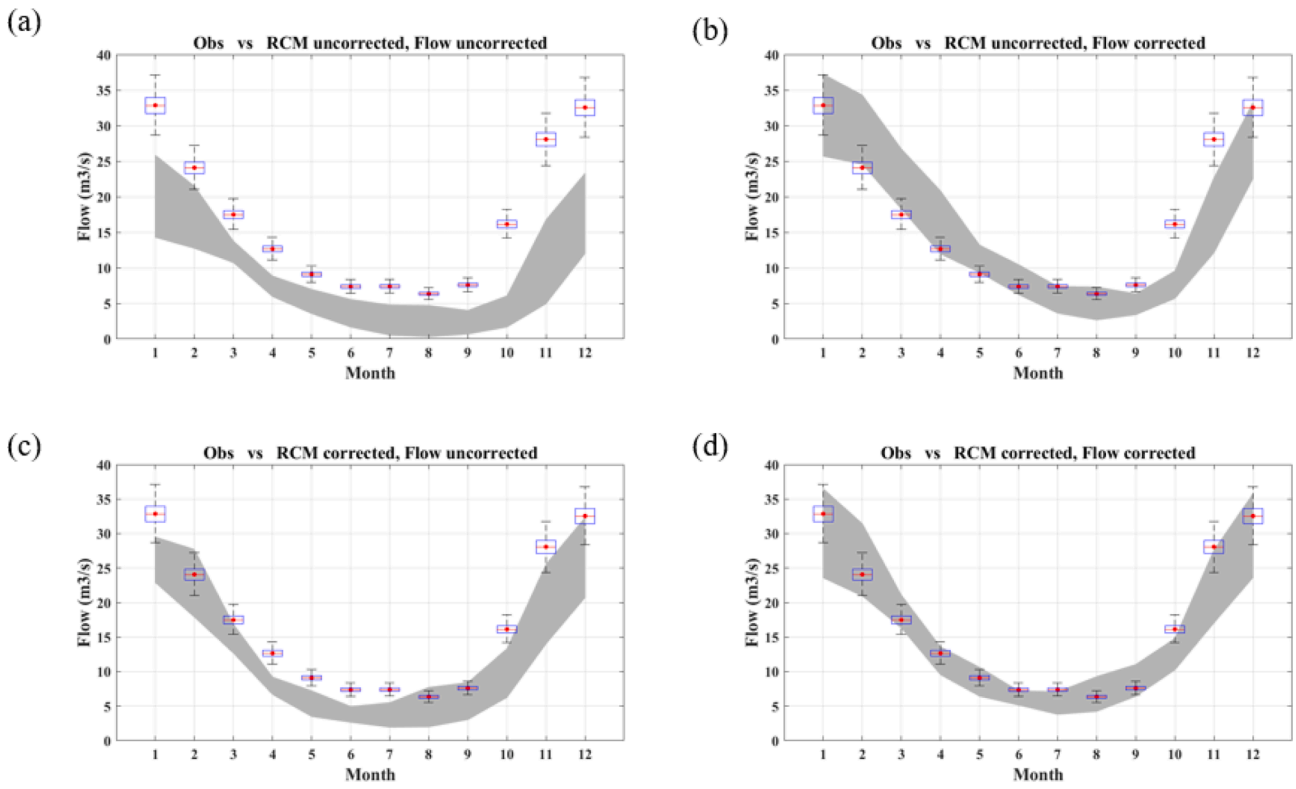 (a)
Obs vs RCM uncorrected, Flow uncorrected
40
35
30
25
20
15
10
5
0
Flow (m3/s)
1 2 3 4 5 6 7 8 9 10 11 12
Month
(b)
Obs vs RCM uncorrected, Flow corrected
40
35
30
25
20
15
10
5
0
Flow (m3/s)
1 2 3 4 5 6 7 8 9 10 11 12
Month
(c)
Obs vs RCM corrected, Flow uncorrected
40
35
30
25
20
15
10
5
0
Flow (m3/s)
1 2 3 4 5 6 7 8 9 10 11 12
Month
(d)
Obs vs RCM corrected, Flow corrected
40
35
30
25
20
15
10
5
0
Flow (m3/s)
1 2 3 4 5 6 7 8 9 10 11 12
Month